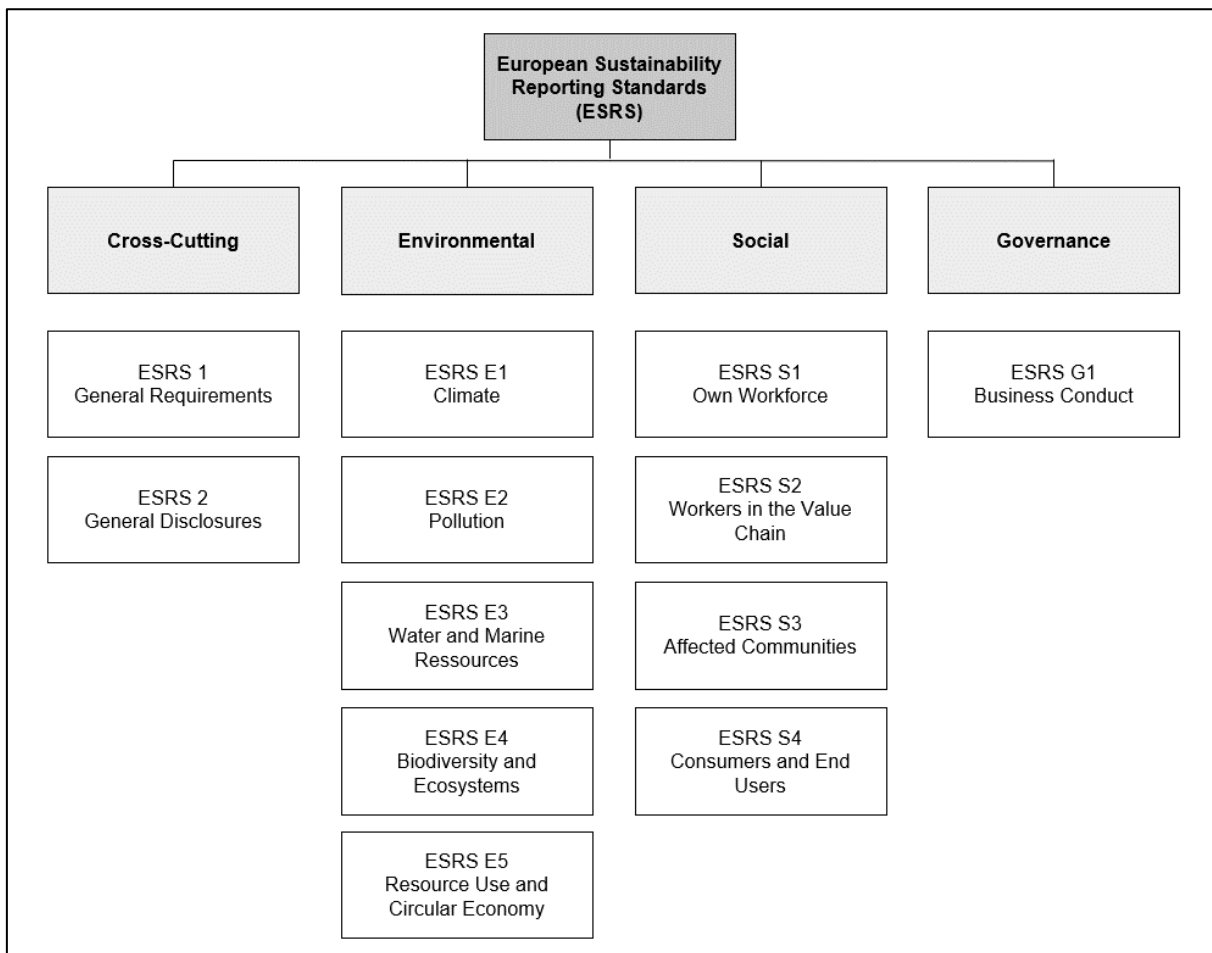 European Sustainability
Reporting Standards
(ESRS)
Cross-Cutting
Environmental
Social
Governance
ESRS 1
General Requirements
ESRS E1
Climate
ESRS S1
Own Workforce
ESRS G1
Business Conduct
ESRS 2
General Disclosures
ESRS E2
Pollution
ESRS S2
Workers in the Value
Chain
ESRS E3
Water and Marine
Ressources
ESRS S3
Affected Communities
ESRS E4
Biodiversity and
Ecosystems
ESRS S4
Consumers and End
Users
ESRS E5
Resource Use and
Circular Economy